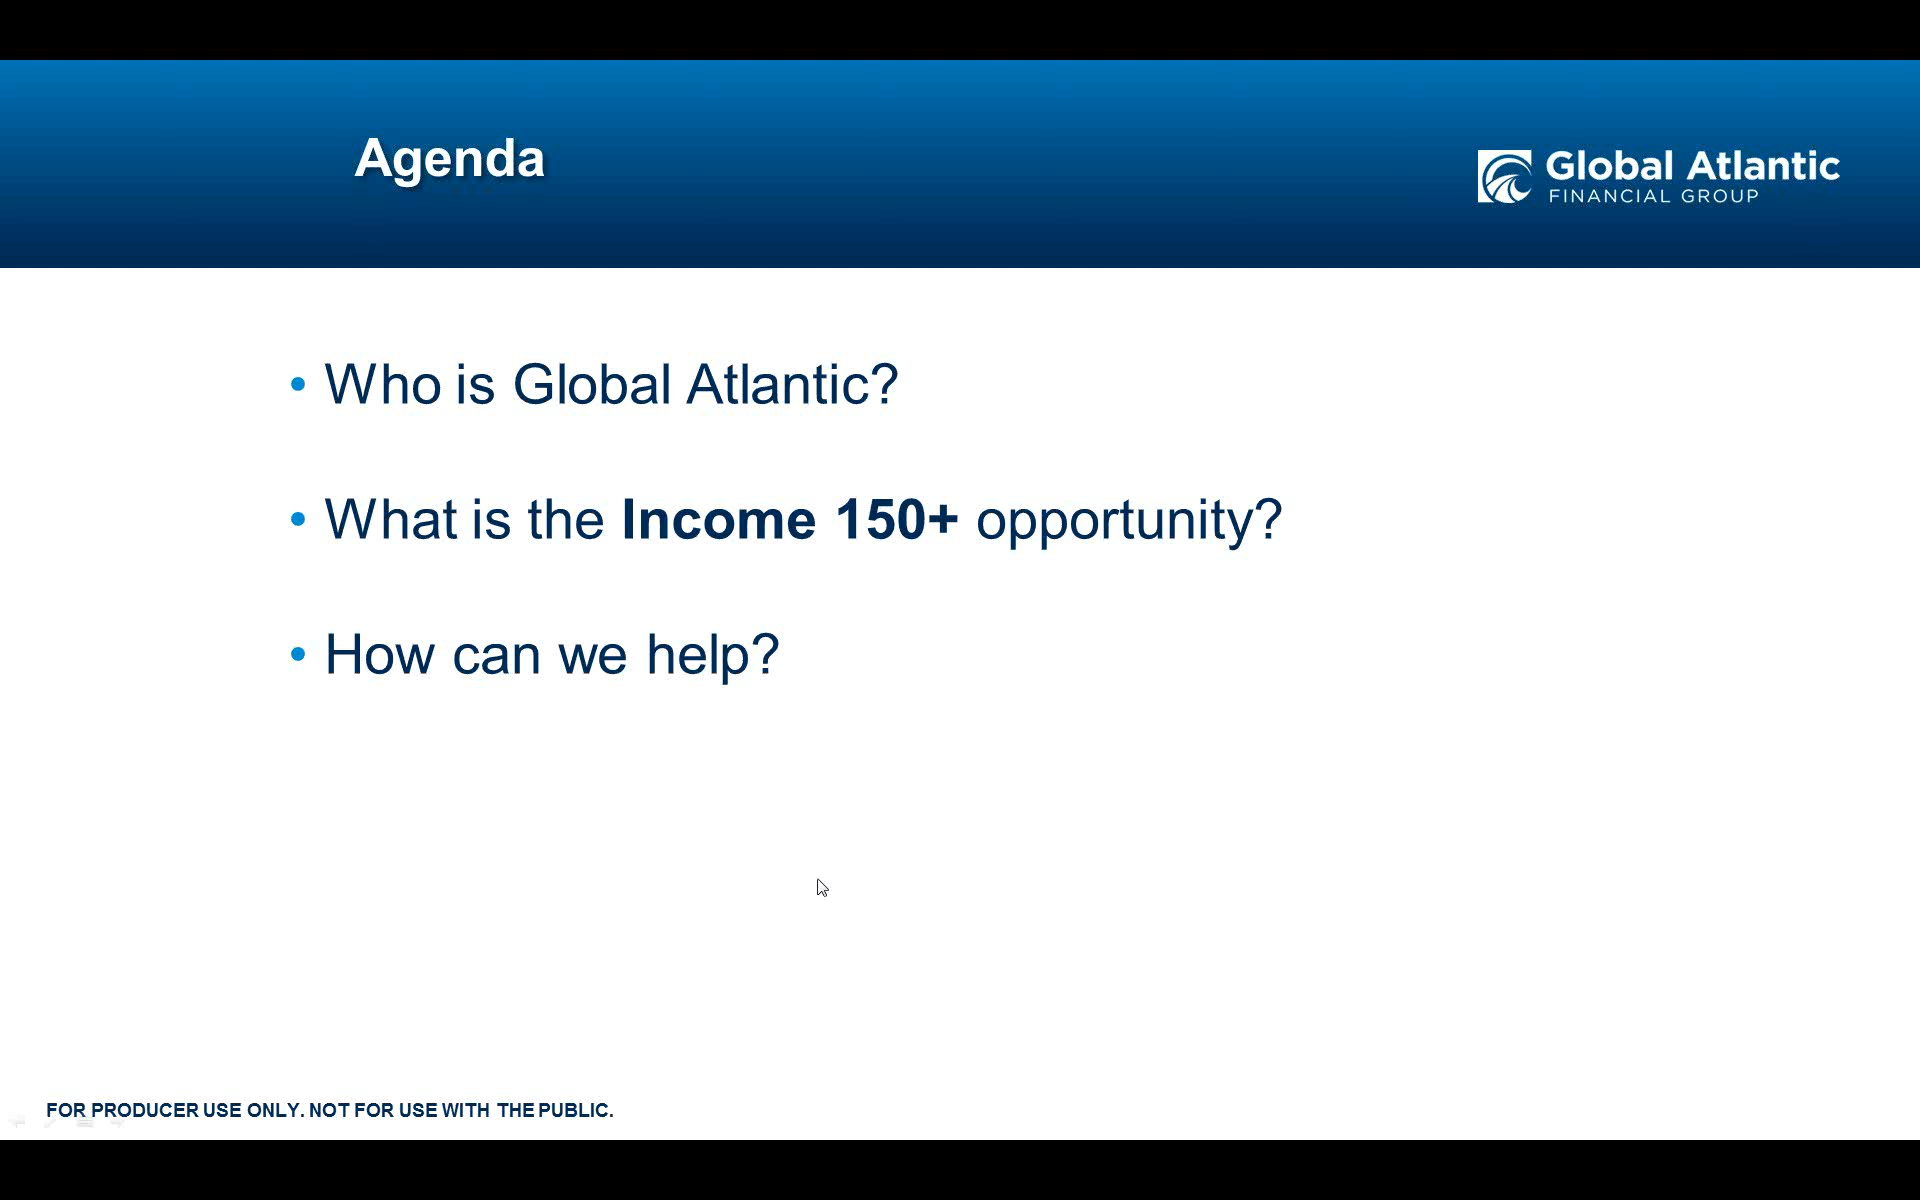 Agenda
Global Atlantic
FINANCIAL GROUP
• Who is Global Atlantic?
• What is the Income 150+ opportunity?
• How can we help?
FOR PRODUCER USE ONLY. NOT FOR USE WITH THE PUBLIC.